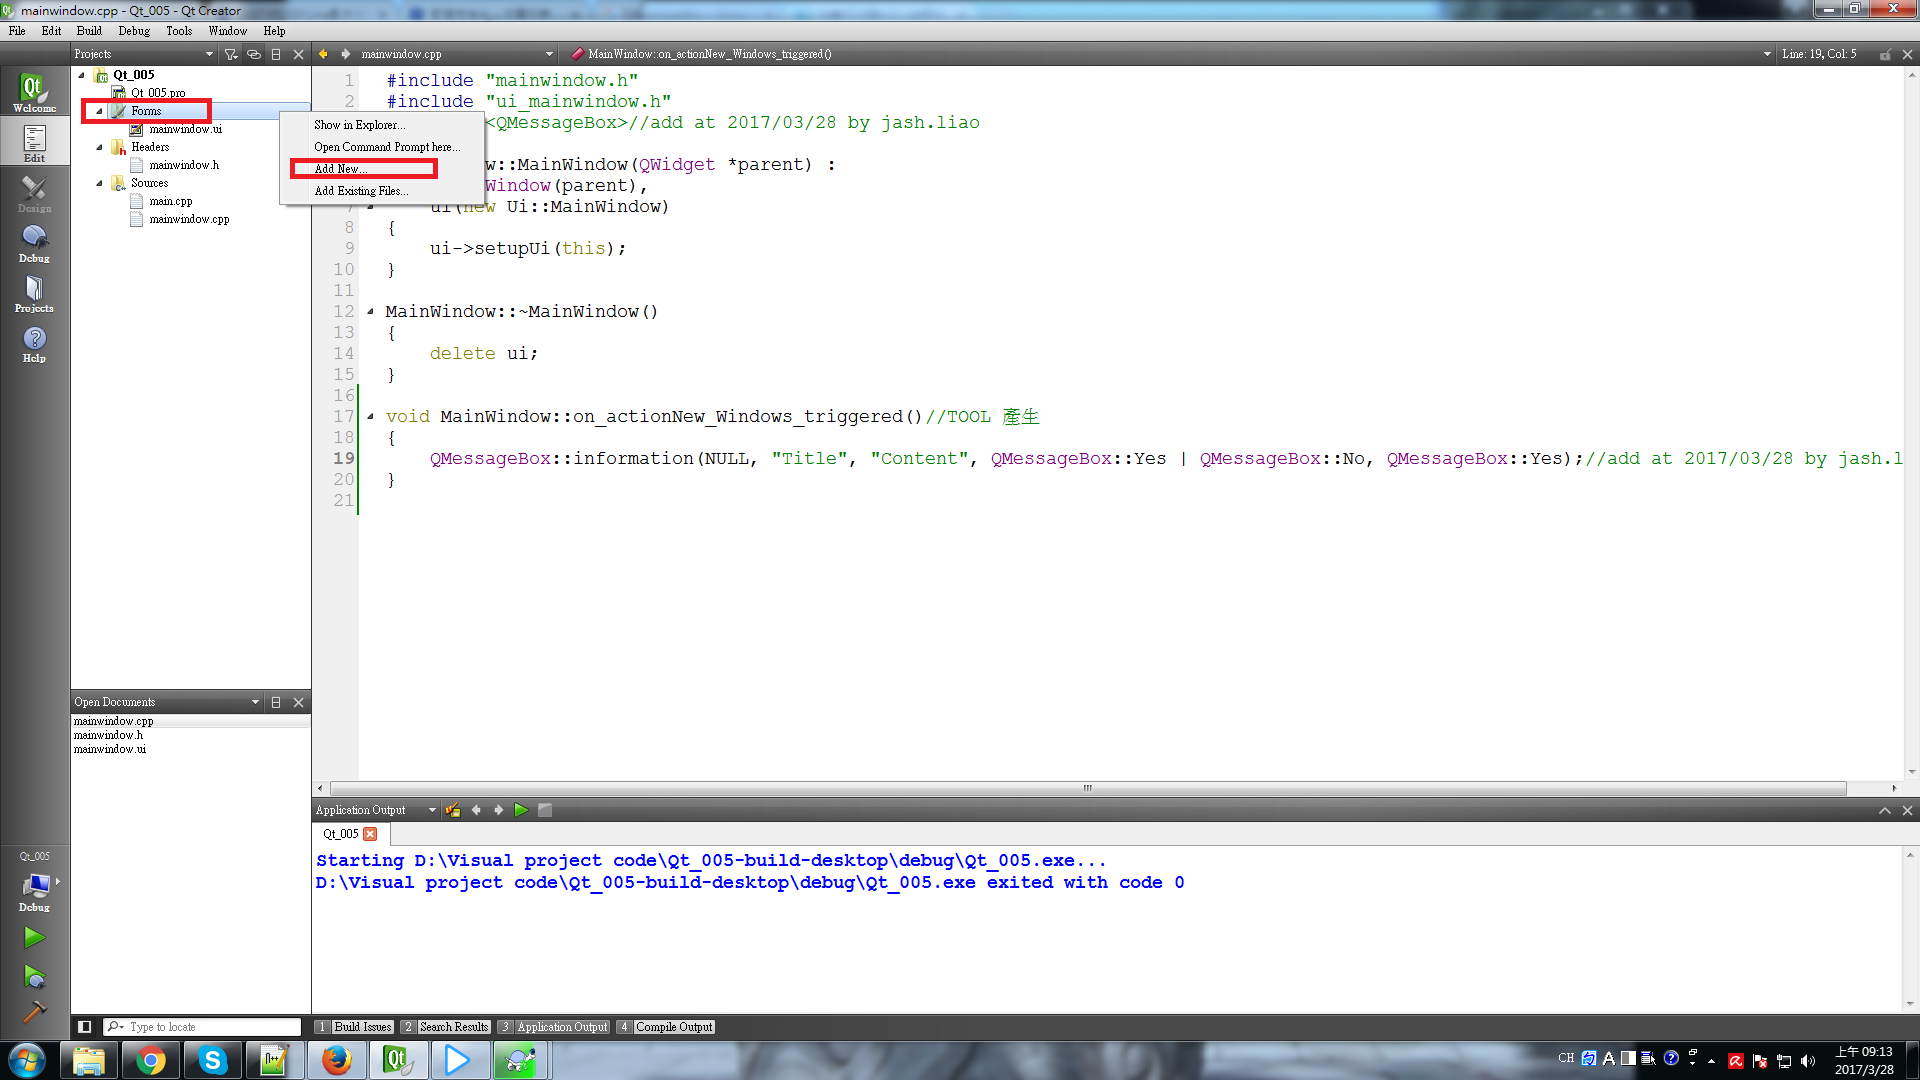 mainwindow.cpp - Qt_005 - Qt Creator
File Edit Build Debug Tools Window Help
Projects
mainwindow.cpp
MainWindow::on_actionNew_Windows_triggered()
Line: 19, Col: 5
Welcome
Edit
Design
Debug
Projects
Help
Qt_005
Qt_005.pro
Forms
mainwindow.ui
Headers
mainwindow.h
Sources
main.cpp
mainwindow.cpp
Show in Explorer...
Open Command Prompt here...
Add New...
Add Existing Files...
1 #include "mainwindow.h"
2 #include "ui_mainwindow.h"
<QMessageBox>//add at 2017/03/28 by jash.liao
w::MainWindow(QWidget *parent) :
Window(parent),
ui(new Ui::MainWindow)
8 {
9 ui->setupUi(this);
10 }
11
12 MainWindow::~MainWindow()
13 {
14 delete ui;
15 }
16
17 void MainWindow::on_actionNew_Windows_triggered()//TOOL 產生
18 {
19 QMessageBox::information(NULL, "Title", "Content", QMessageBox::Yes | QMessageBox::No, QMessageBox::Yes);//add at 2017/03/28 by jash.l
20 }
21
Open Documents
mainwindow.cpp
mainwindow.h
mainwindow.ui
Application Output
Qt_005
Starting D:\Visual project code\Qt_005-build-desktop\debug\Qt_005.exe...
D:\Visual project code\Qt_005-build-desktop\debug\Qt_005.exe exited with code 0
Qt_005
Debug
Type to locate
1 Build Issues 2 Search Results 3 Application Output 4 Compile Output
CH
上午 09:13
2017/3/28